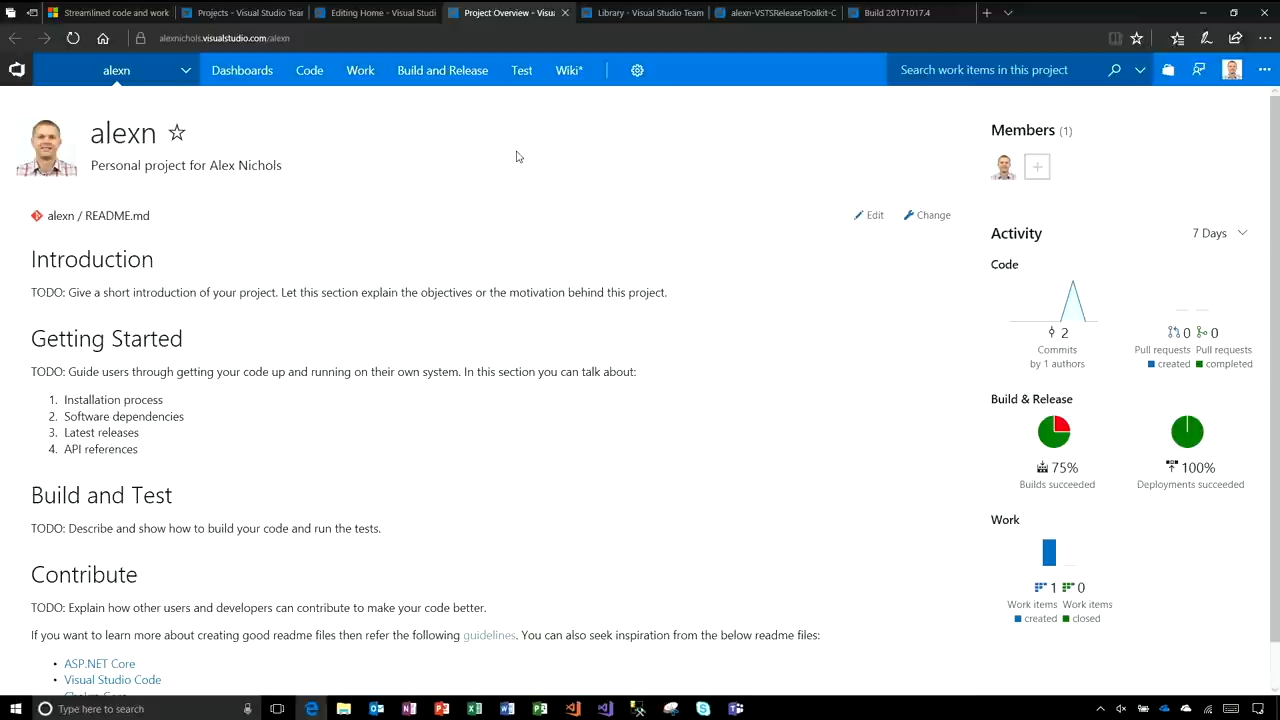 Streamlined code and work
Projects - Visual Studio Tear
Editing Home - Visual Studi
Project Overview - Visua
Library - Visual Studio Team
alexn-VSTSReleaseToolkit-C
Build 20171017.4
alexnichols.visualstudio.com/alexn
alexn
Dashboards
Code
Work
Build and Release
Test
Wiki*
Search work items in this project
alexn
Personal project for Alex Nichols
Members (1)
alexn / README.md
Edit
Change
Activity
7 Days
Introduction
TODO: Give a short introduction of your project. Let this section explain the objectives or the motivation behind this project.
Getting Started
TODO: Guide users through getting your code up and running on their own system. In this section you can talk about:
1. Installation process
2. Software dependencies
3. Latest releases
4. API references
Build and Test
TODO: Describe and show how to build your code and run the tests.
Contribute
TODO: Explain how other users and developers can contribute to make your code better.
If you want to learn more about creating good readme files then refer the following guidelines. You can also seek inspiration from the below readme files:
• ASP.NET Core
• Visual Studio Code
Code
2
Commits
by 1 authors
0 0
Pull requests Pull requests
created completed
Build & Release
75%
Builds succeeded
100%
Deployments succeeded
Work
1 0
Work items Work items
created closed
Type here to search